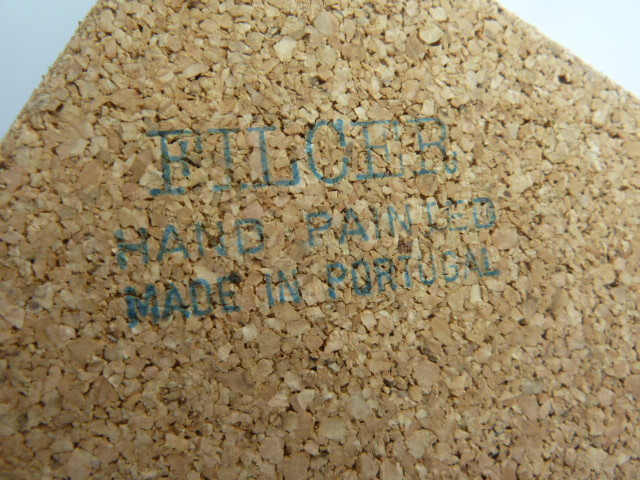 FILCER
HAND PAINTED
MADE IN PORTUGAL